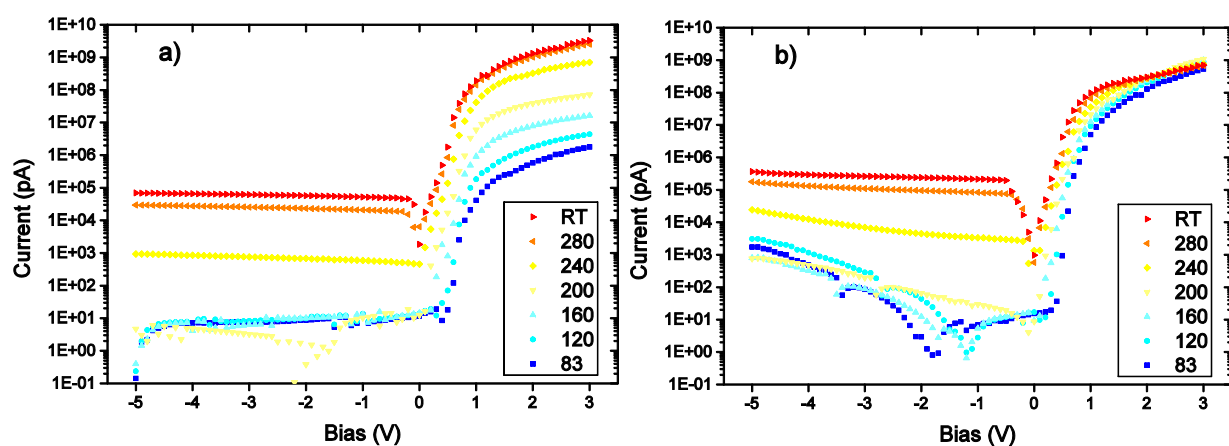 a)
1E+10
1E+09
1E+08
1E+07
1E+06
1E+05
1E+04
1E+03
1E+02
1E+01
1E+00
1E-01
Current (pA)
RT
280
240
200
160
120
83
-5 -4 -3 -2 -1 0 1 2 3
Bias (V)
b)
1E+10
1E+09
1E+08
1E+07
1E+06
1E+05
1E+04
1E+03
1E+02
1E+01
1E+00
1E-01
Current (pA)
RT
280
240
200
160
120
83
-5 -4 -3 -2 -1 0 1 2 3
Bias (V)